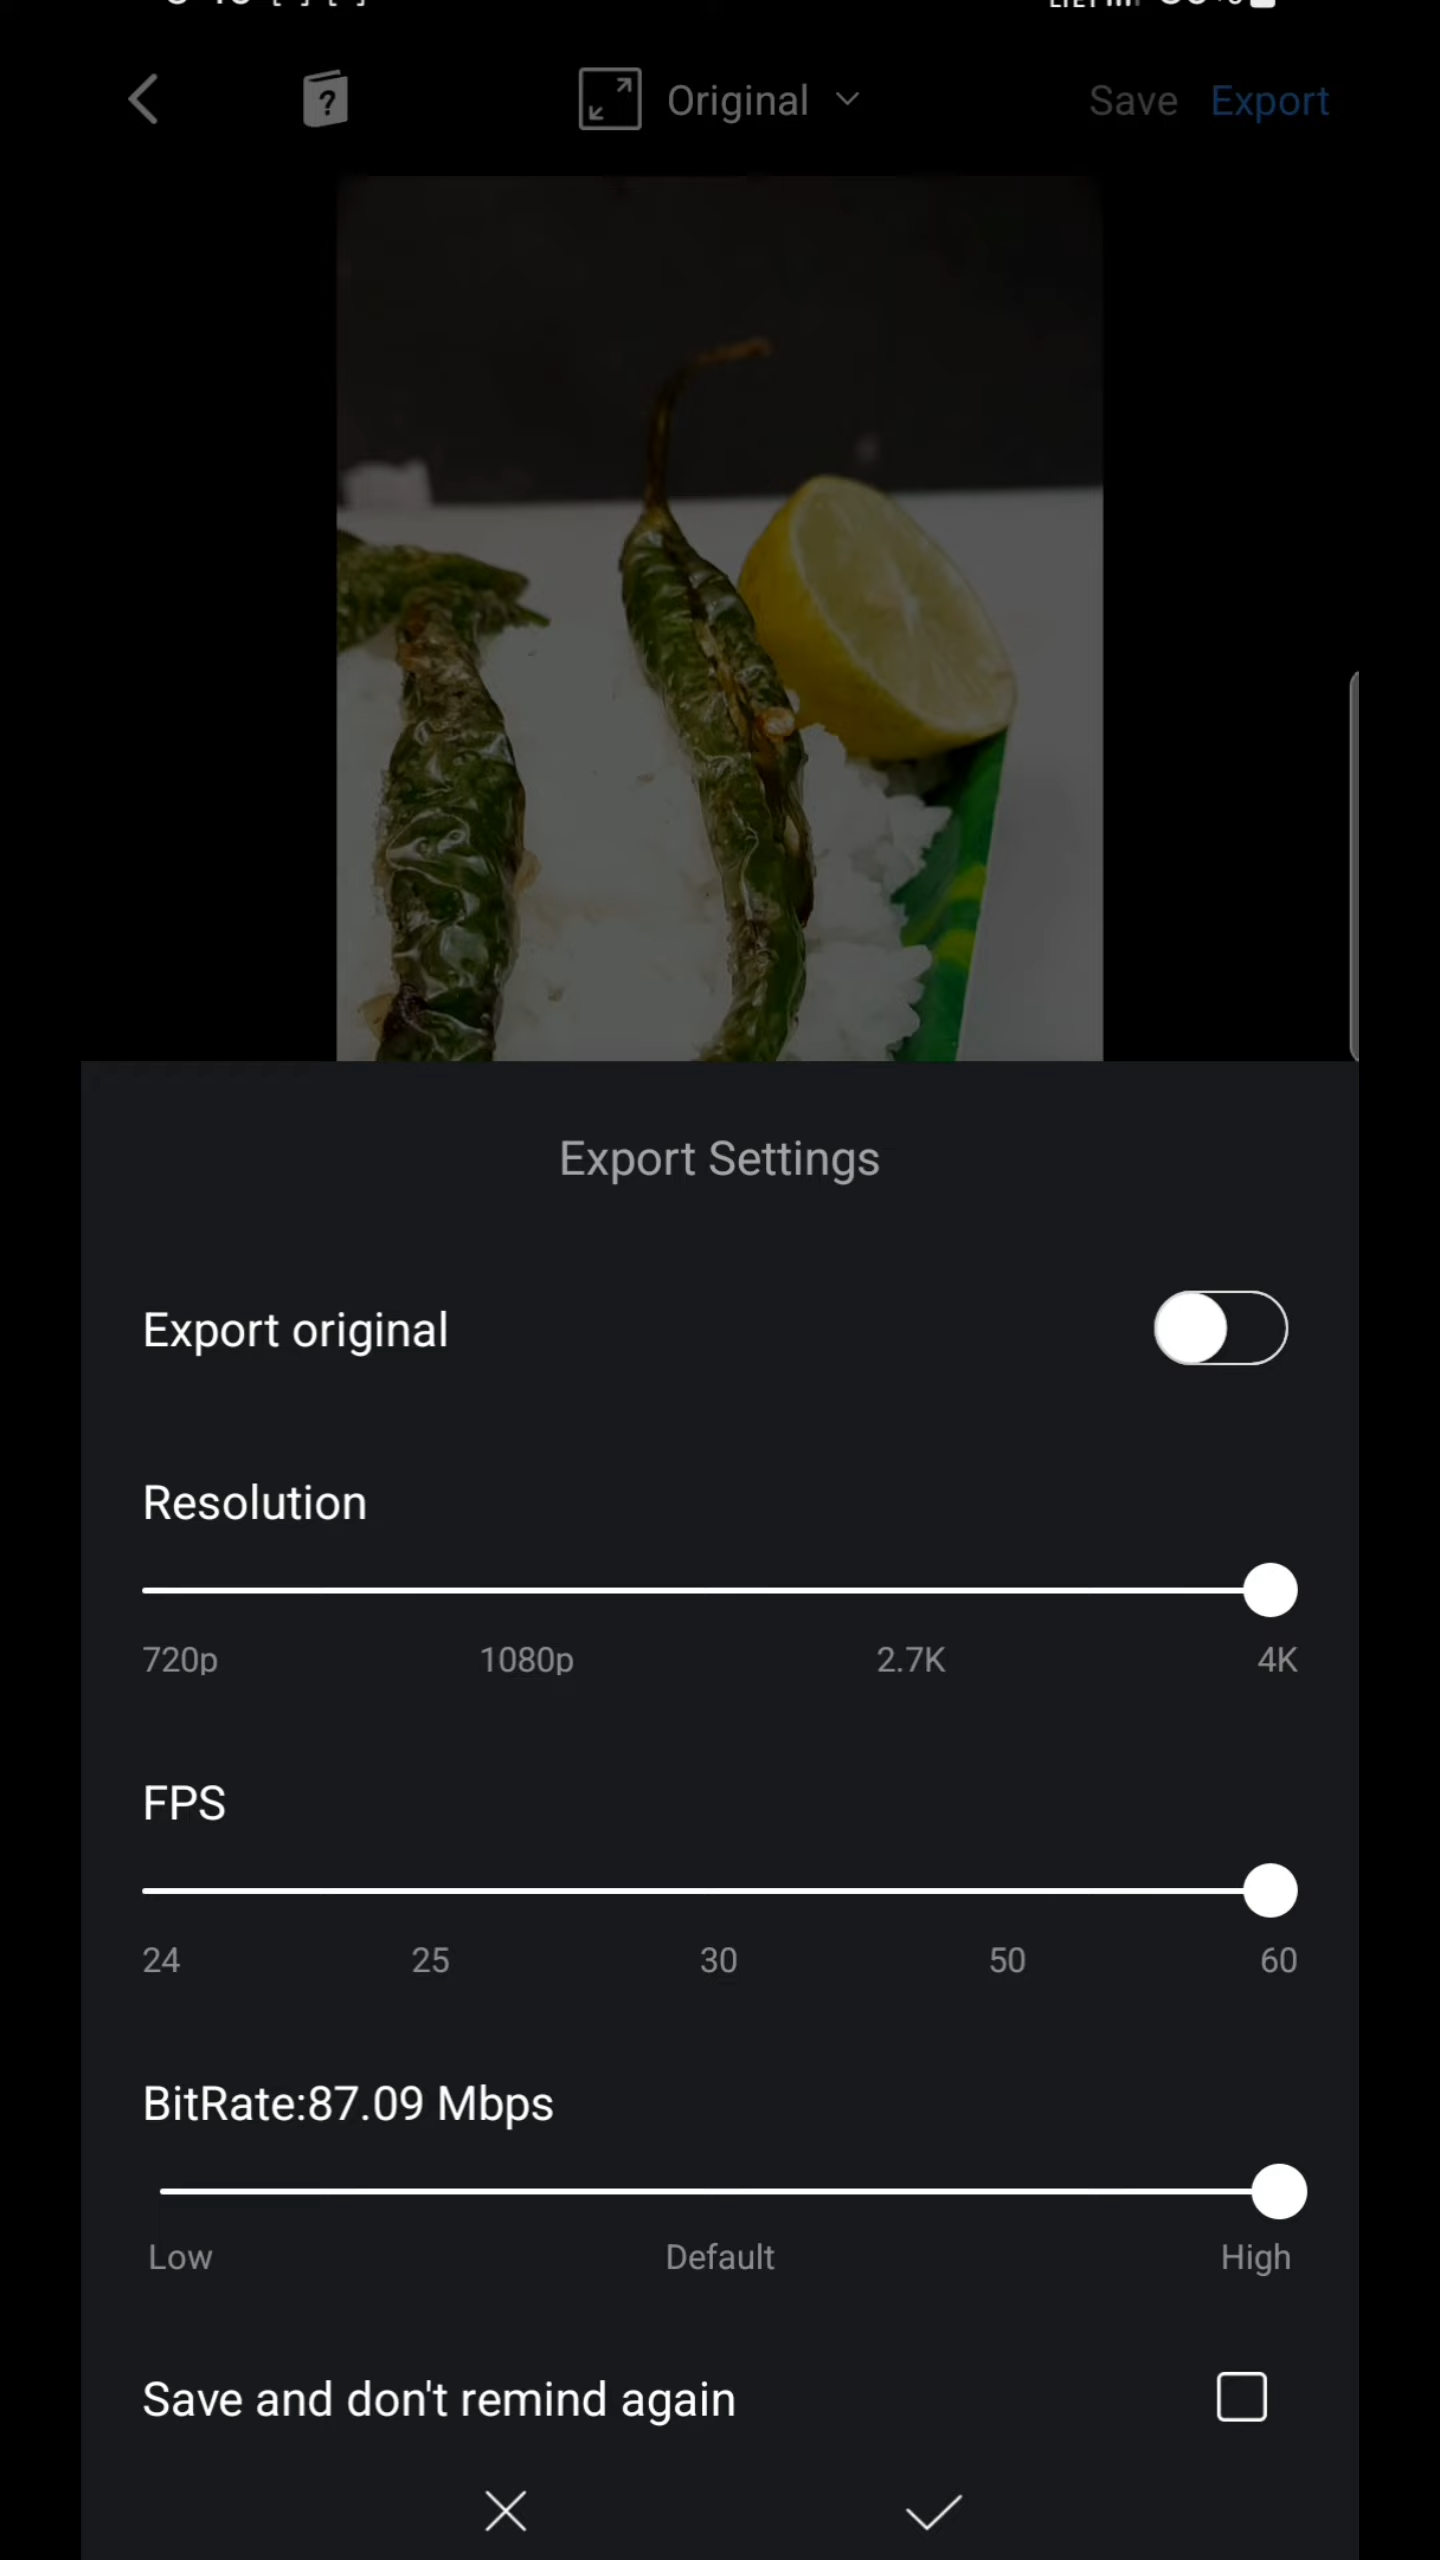 Original
Save Export
Export Settings
Export original
Resolution
720p 1080p 2.7K 4K
FPS
24 25 30 50 60
BitRate:87.09 Mbps
Low Default High
Save and don't remind again